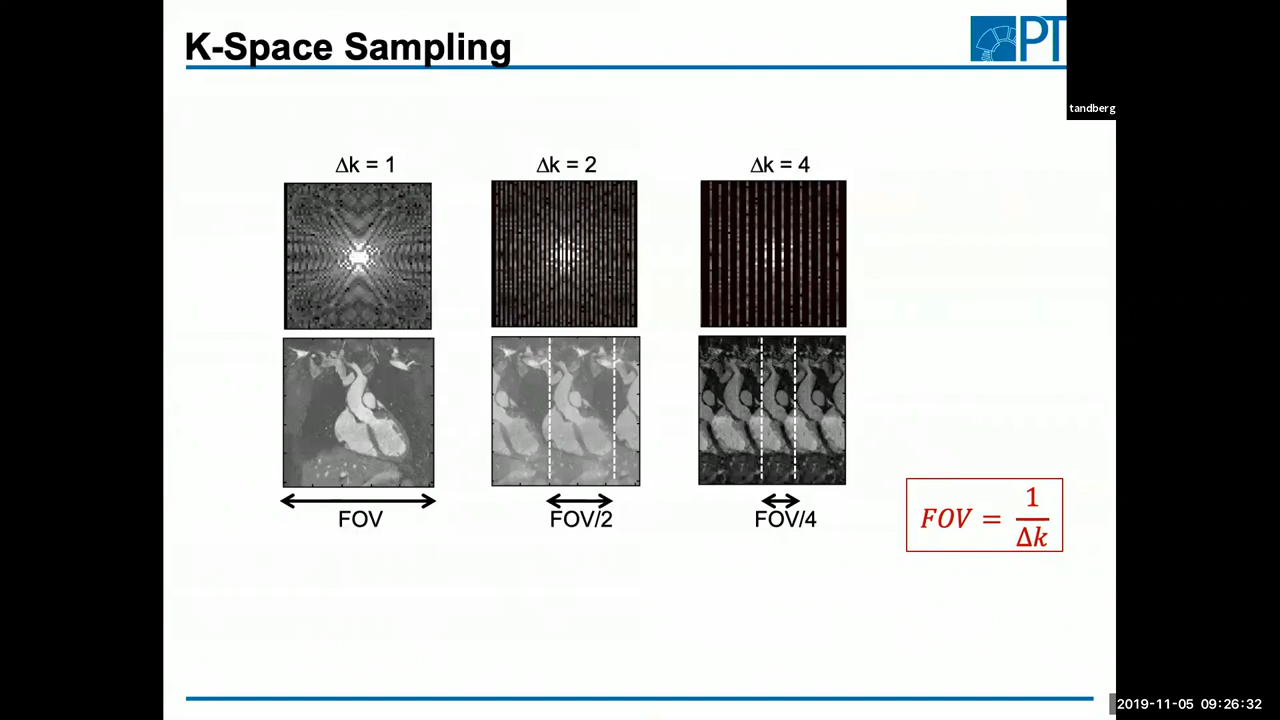 K-Space Sampling
PT
tandberg
Δk = 1
Δk = 2
Δk = 4
FOV
FOV/2
FOV/4
FOV = 1/Δk
2019-11-05 09:26:32